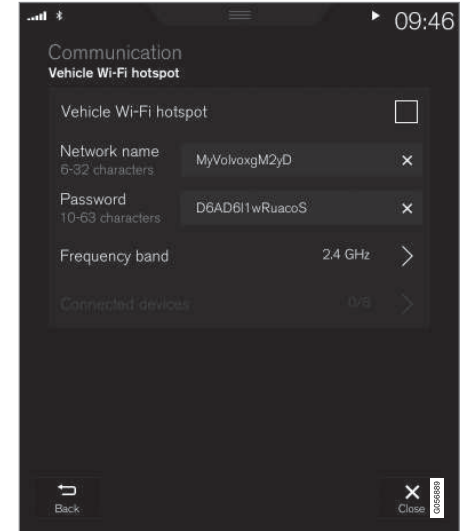 09:46
Communication
Vehicle Wi-Fi hotspot
Vehicle Wi-Fi hotspot
Network name
6-32 characters
MyVolvoxgM2yD
Password
10-63 characters
D6AD6I1wRuacoS
Frequency band
2.4 GHz
Connected devices
0/8
Back
Close
G056889